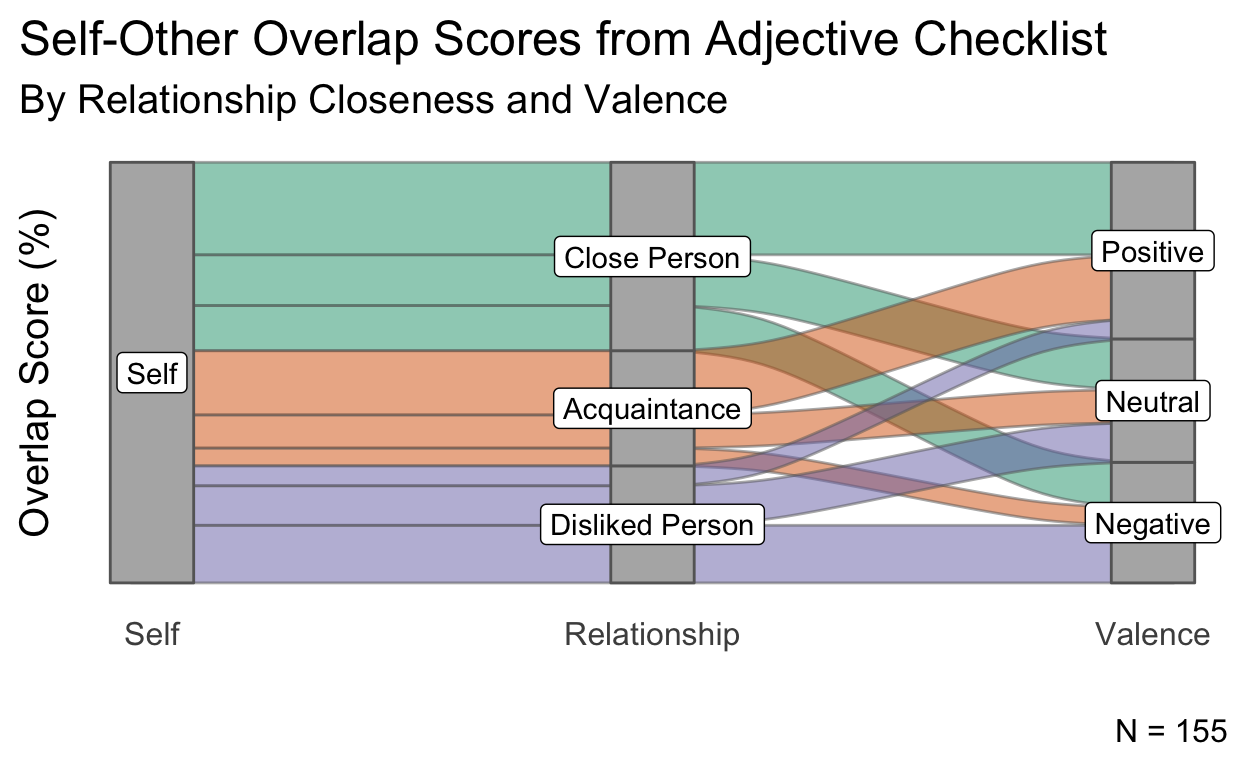 Self-Other Overlap Scores from Adjective Checklist
By Relationship Closeness and Valence
Overlap Score (%)
Self
Close Person
Acquaintance
Disliked Person
Positive
Neutral
Negative
Self
Relationship
Valence
N = 155